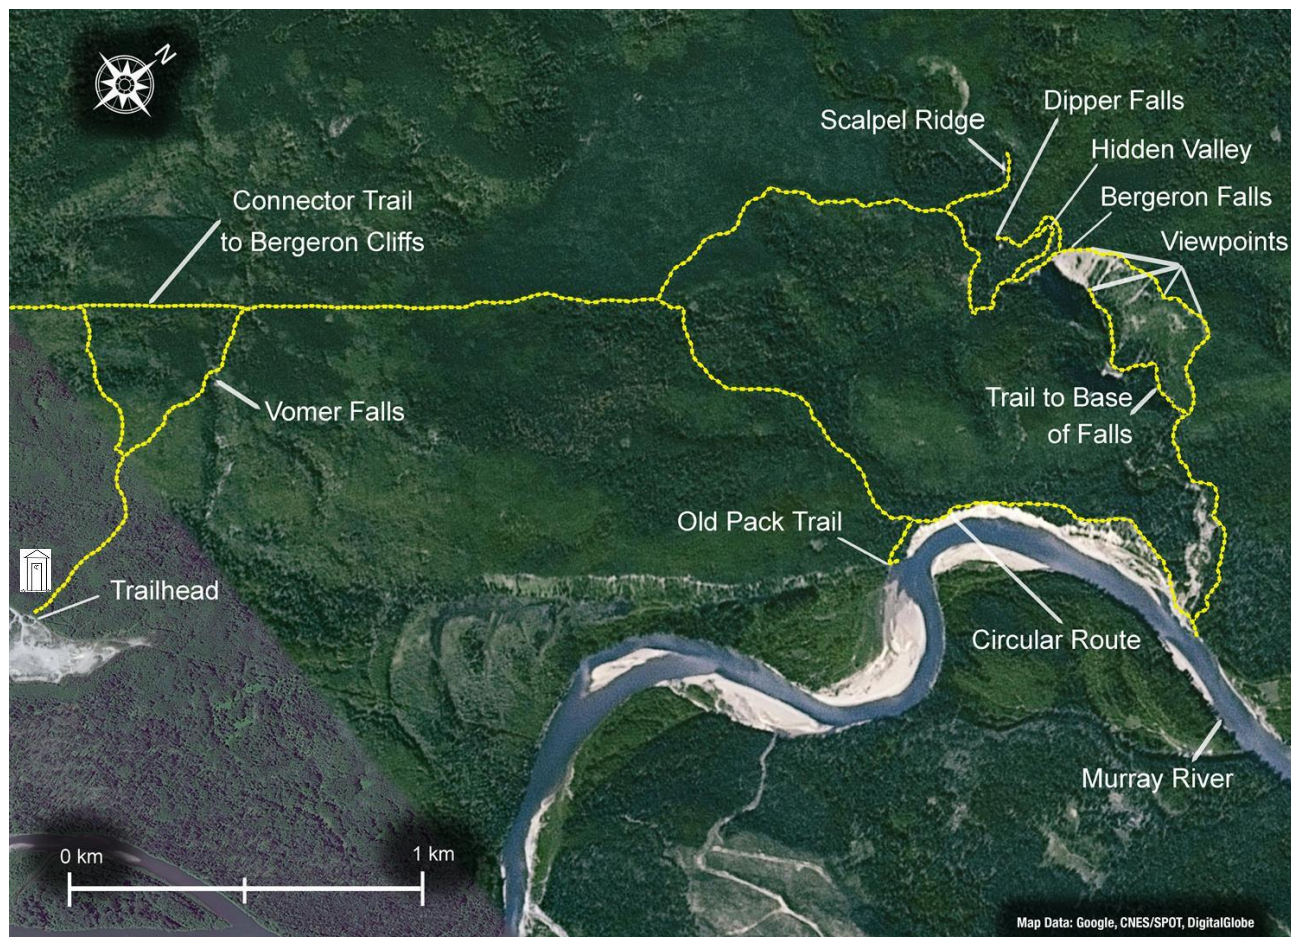 N
Dipper Falls
Scalpel Ridge
Hidden Valley
Bergeron Falls
Connector Trail
to Bergeron Cliffs
Viewpoints
Vomer Falls
Trail to Base
of Falls
Old Pack Trail
Trailhead
Circular Route
Murray River
0 km
1 km
Map Data: Google, CNES/SPOT, DigitalGlobe